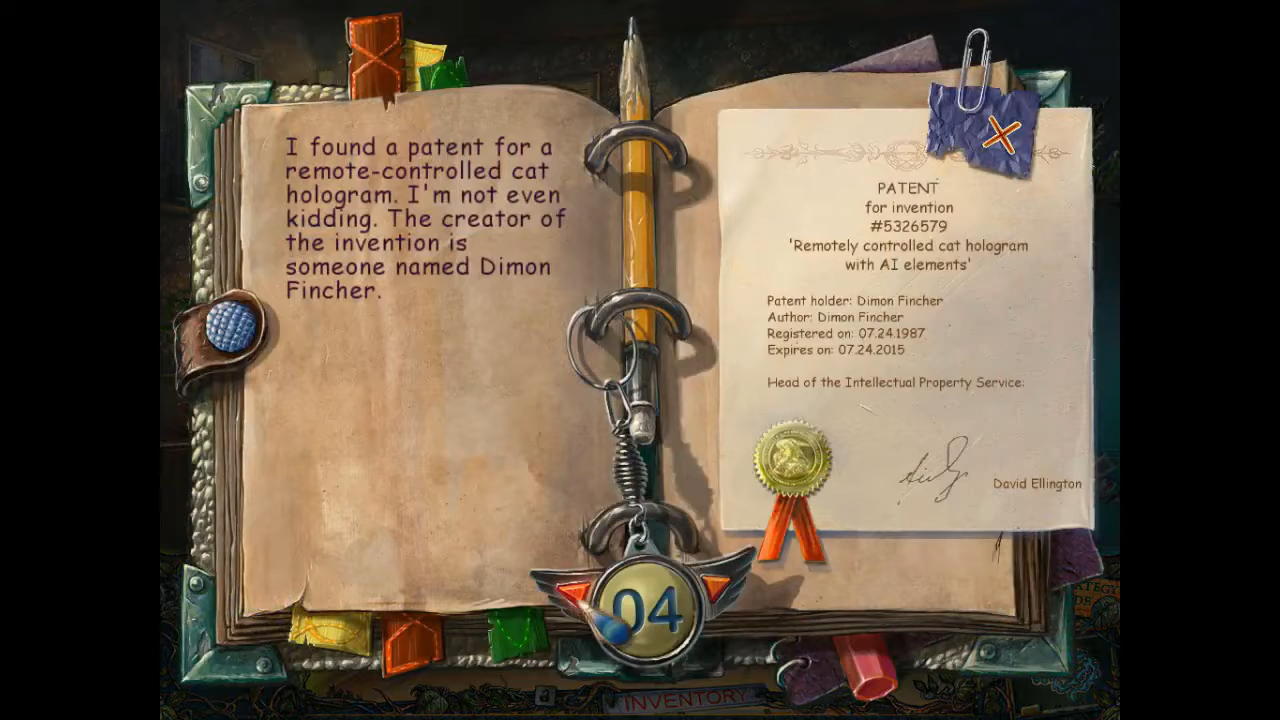 I found a patent for a
remote-controlled cat
hologram. I'm not even
kidding. The creator of
the invention is
someone named Dimon
Fincher.
PATENT
for invention
#5326579
'Remotely controlled cat hologram
with AI elements'
Patent holder: Dimon Fincher
Author: Dimon Fincher
Registered on: 07.24.1987
Expires on: 07.24.2015
Head of the Intellectual Property Service:
David Ellington
04
INVENTORY